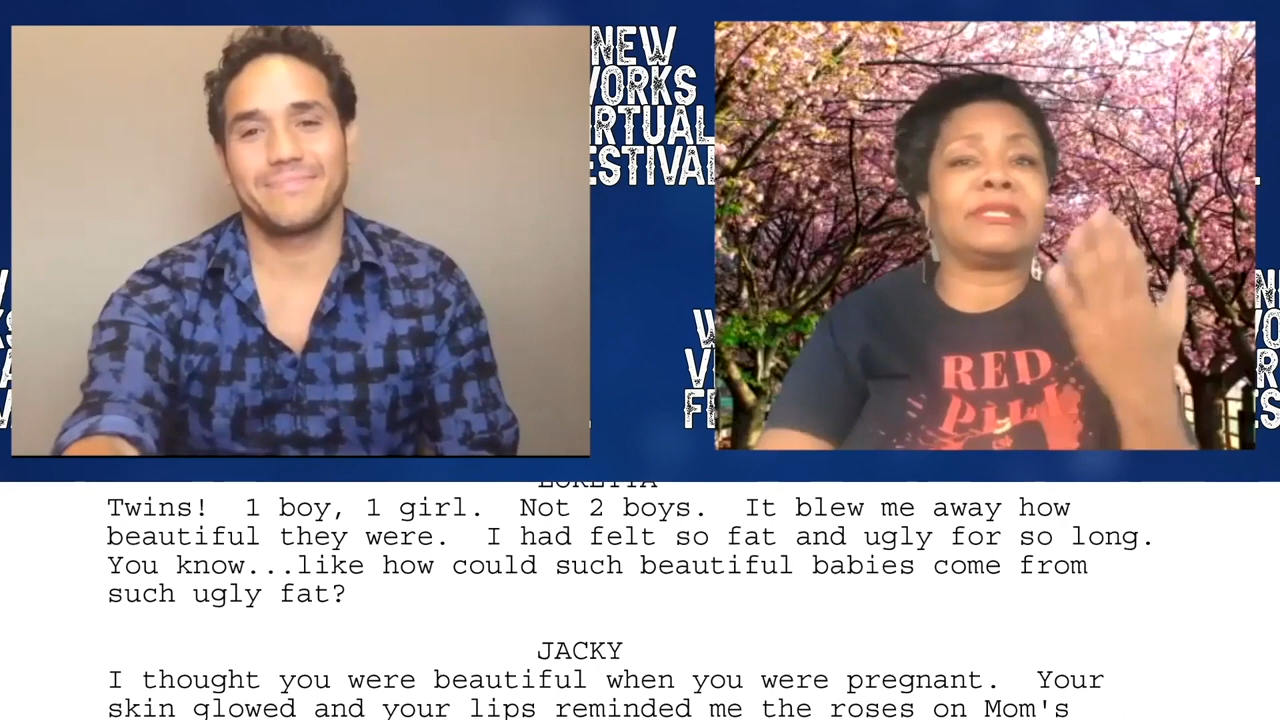 NEW
WORKS
VIRTUAL
FESTIVAL
RED
PILL
LORETTA
Twins! 1 boy, 1 girl. Not 2 boys. It blew me away how
beautiful they were. I had felt so fat and ugly for so long.
You know...like how could such beautiful babies come from
such ugly fat?
JACKY
I thought you were beautiful when you were pregnant. Your
skin glowed and your lips reminded me the roses on Mom's